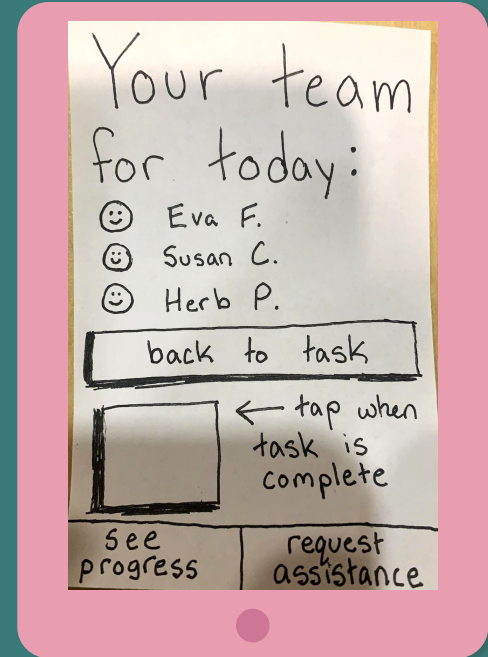 Your team
for today:
Eva F.
Susan C.
Herb P.
back to task
tap when
task is
complete
see
progress
request
assistance